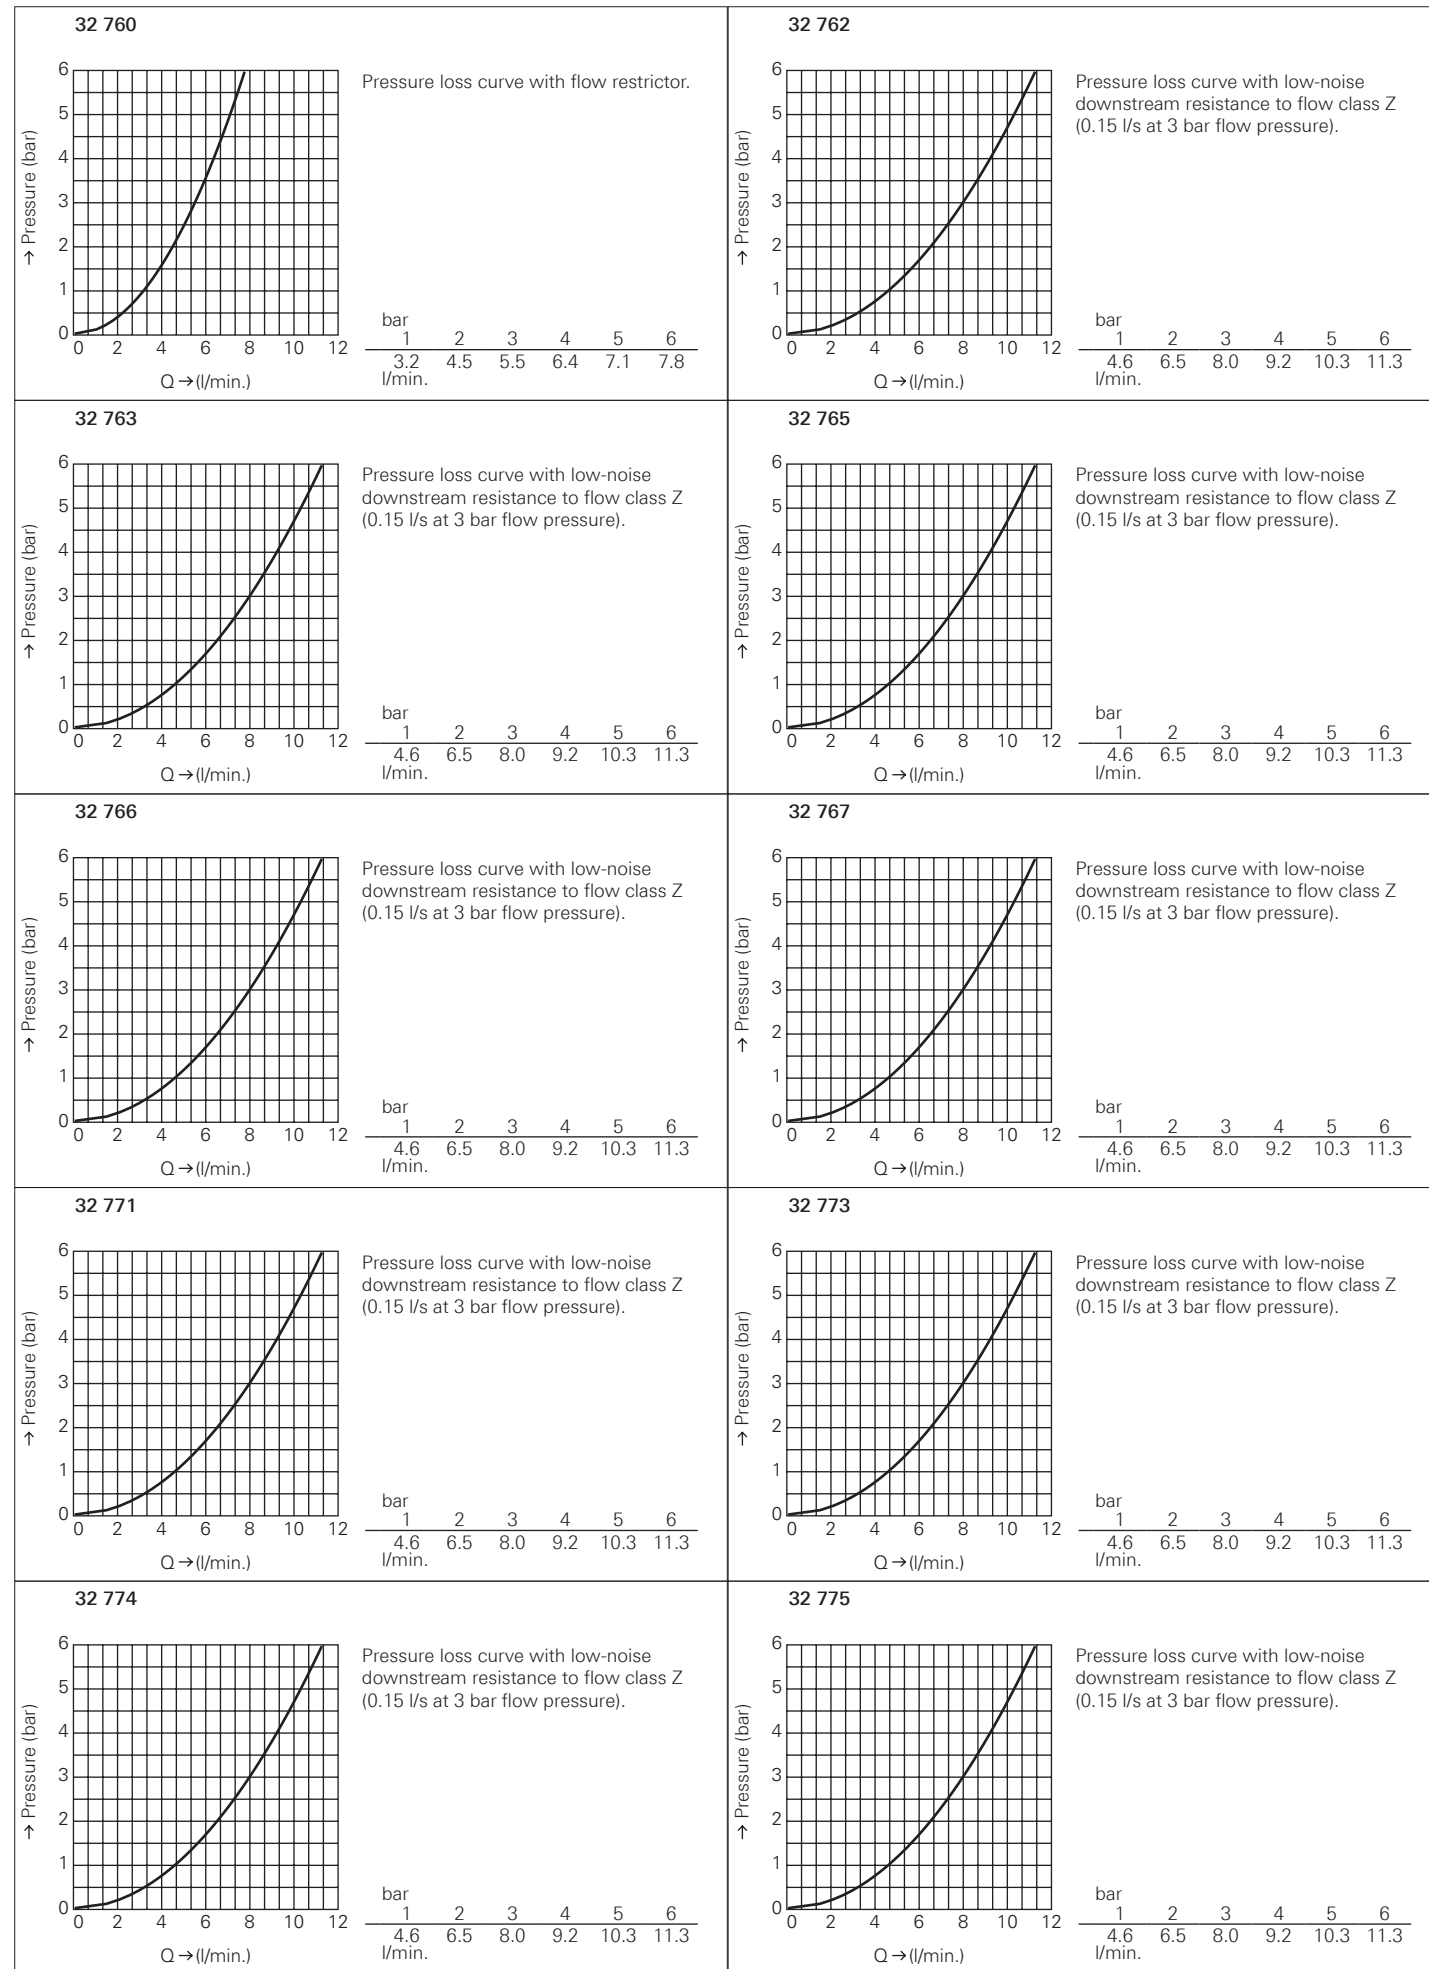 32 760
6
5
4
3
2
1
0
→ Pressure (bar)
0 2 4 6 8 10 12
Q → (l/min.)
Pressure loss curve with flow restrictor.
bar
1 2 3 4 5 6
3.2 4.5 5.5 6.4 7.1 7.8
l/min.
32 762
6
5
4
3
2
1
0
→ Pressure (bar)
0 2 4 6 8 10 12
Q → (l/min.)
Pressure loss curve with low-noise
downstream resistance to flow class Z
(0.15 l/s at 3 bar flow pressure).
bar
1 2 3 4 5 6
4.6 6.5 8.0 9.2 10.3 11.3
l/min.
32 763
6
5
4
3
2
1
0
→ Pressure (bar)
0 2 4 6 8 10 12
Q → (l/min.)
Pressure loss curve with low-noise
downstream resistance to flow class Z
(0.15 l/s at 3 bar flow pressure).
bar
1 2 3 4 5 6
4.6 6.5 8.0 9.2 10.3 11.3
l/min.
32 765
6
5
4
3
2
1
0
→ Pressure (bar)
0 2 4 6 8 10 12
Q → (l/min.)
Pressure loss curve with low-noise
downstream resistance to flow class Z
(0.15 l/s at 3 bar flow pressure).
bar
1 2 3 4 5 6
4.6 6.5 8.0 9.2 10.3 11.3
l/min.
32 766
6
5
4
3
2
1
0
→ Pressure (bar)
0 2 4 6 8 10 12
Q → (l/min.)
Pressure loss curve with low-noise
downstream resistance to flow class Z
(0.15 l/s at 3 bar flow pressure).
bar
1 2 3 4 5 6
4.6 6.5 8.0 9.2 10.3 11.3
l/min.
32 767
6
5
4
3
2
1
0
→ Pressure (bar)
0 2 4 6 8 10 12
Q → (l/min.)
Pressure loss curve with low-noise
downstream resistance to flow class Z
(0.15 l/s at 3 bar flow pressure).
bar
1 2 3 4 5 6
4.6 6.5 8.0 9.2 10.3 11.3
l/min.
32 771
6
5
4
3
2
1
0
→ Pressure (bar)
0 2 4 6 8 10 12
Q → (l/min.)
Pressure loss curve with low-noise
downstream resistance to flow class Z
(0.15 l/s at 3 bar flow pressure).
bar
1 2 3 4 5 6
4.6 6.5 8.0 9.2 10.3 11.3
l/min.
32 773
6
5
4
3
2
1
0
→ Pressure (bar)
0 2 4 6 8 10 12
Q → (l/min.)
Pressure loss curve with low-noise
downstream resistance to flow class Z
(0.15 l/s at 3 bar flow pressure).
bar
1 2 3 4 5 6
4.6 6.5 8.0 9.2 10.3 11.3
l/min.
32 774
6
5
4
3
2
1
0
→ Pressure (bar)
0 2 4 6 8 10 12
Q → (l/min.)
Pressure loss curve with low-noise
downstream resistance to flow class Z
(0.15 l/s at 3 bar flow pressure).
bar
1 2 3 4 5 6
4.6 6.5 8.0 9.2 10.3 11.3
l/min.
32 775
6
5
4
3
2
1
0
→ Pressure (bar)
0 2 4 6 8 10 12
Q → (l/min.)
Pressure loss curve with low-noise
downstream resistance to flow class Z
(0.15 l/s at 3 bar flow pressure).
bar
1 2 3 4 5 6
4.6 6.5 8.0 9.2 10.3 11.3
l/min.